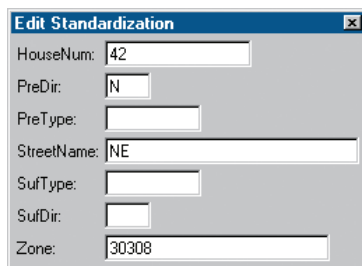 Edit Standardization
HouseNum: 42
PreDir: N
PreType:
StreetName: NE
SufType:
SufDir:
Zone: 30308